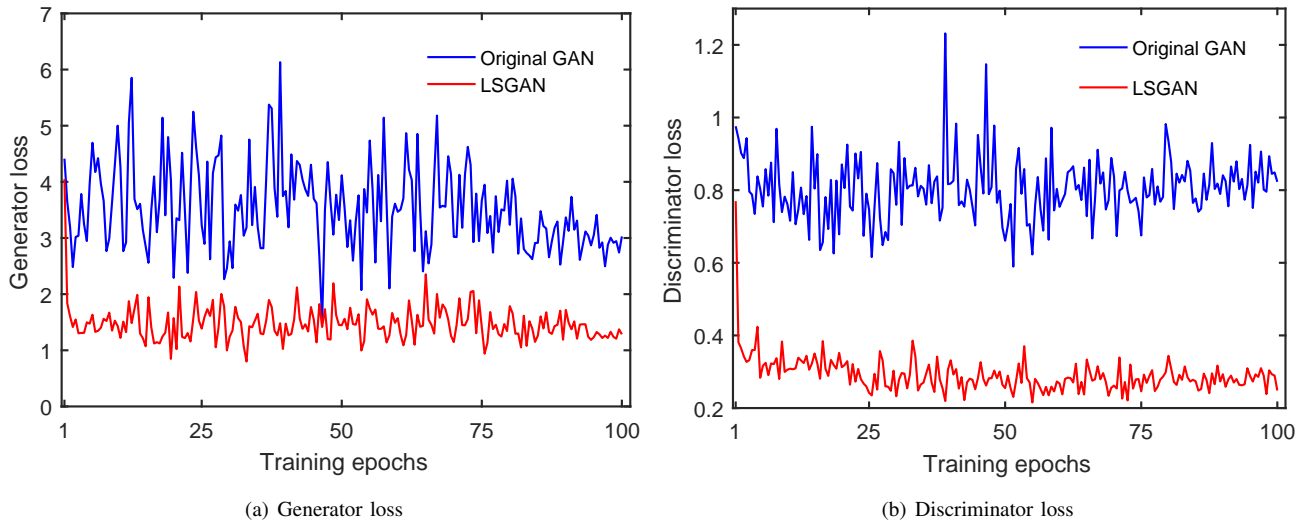 7
6
5
4
3
2
1
0
Generator loss
Original GAN
LSGAN
1
25
50
75
100
Training epochs
(a) Generator loss
1.2
1
0.8
0.6
0.4
0.2
Discriminator loss
Original GAN
LSGAN
1
25
50
75
100
Training epochs
(b) Discriminator loss